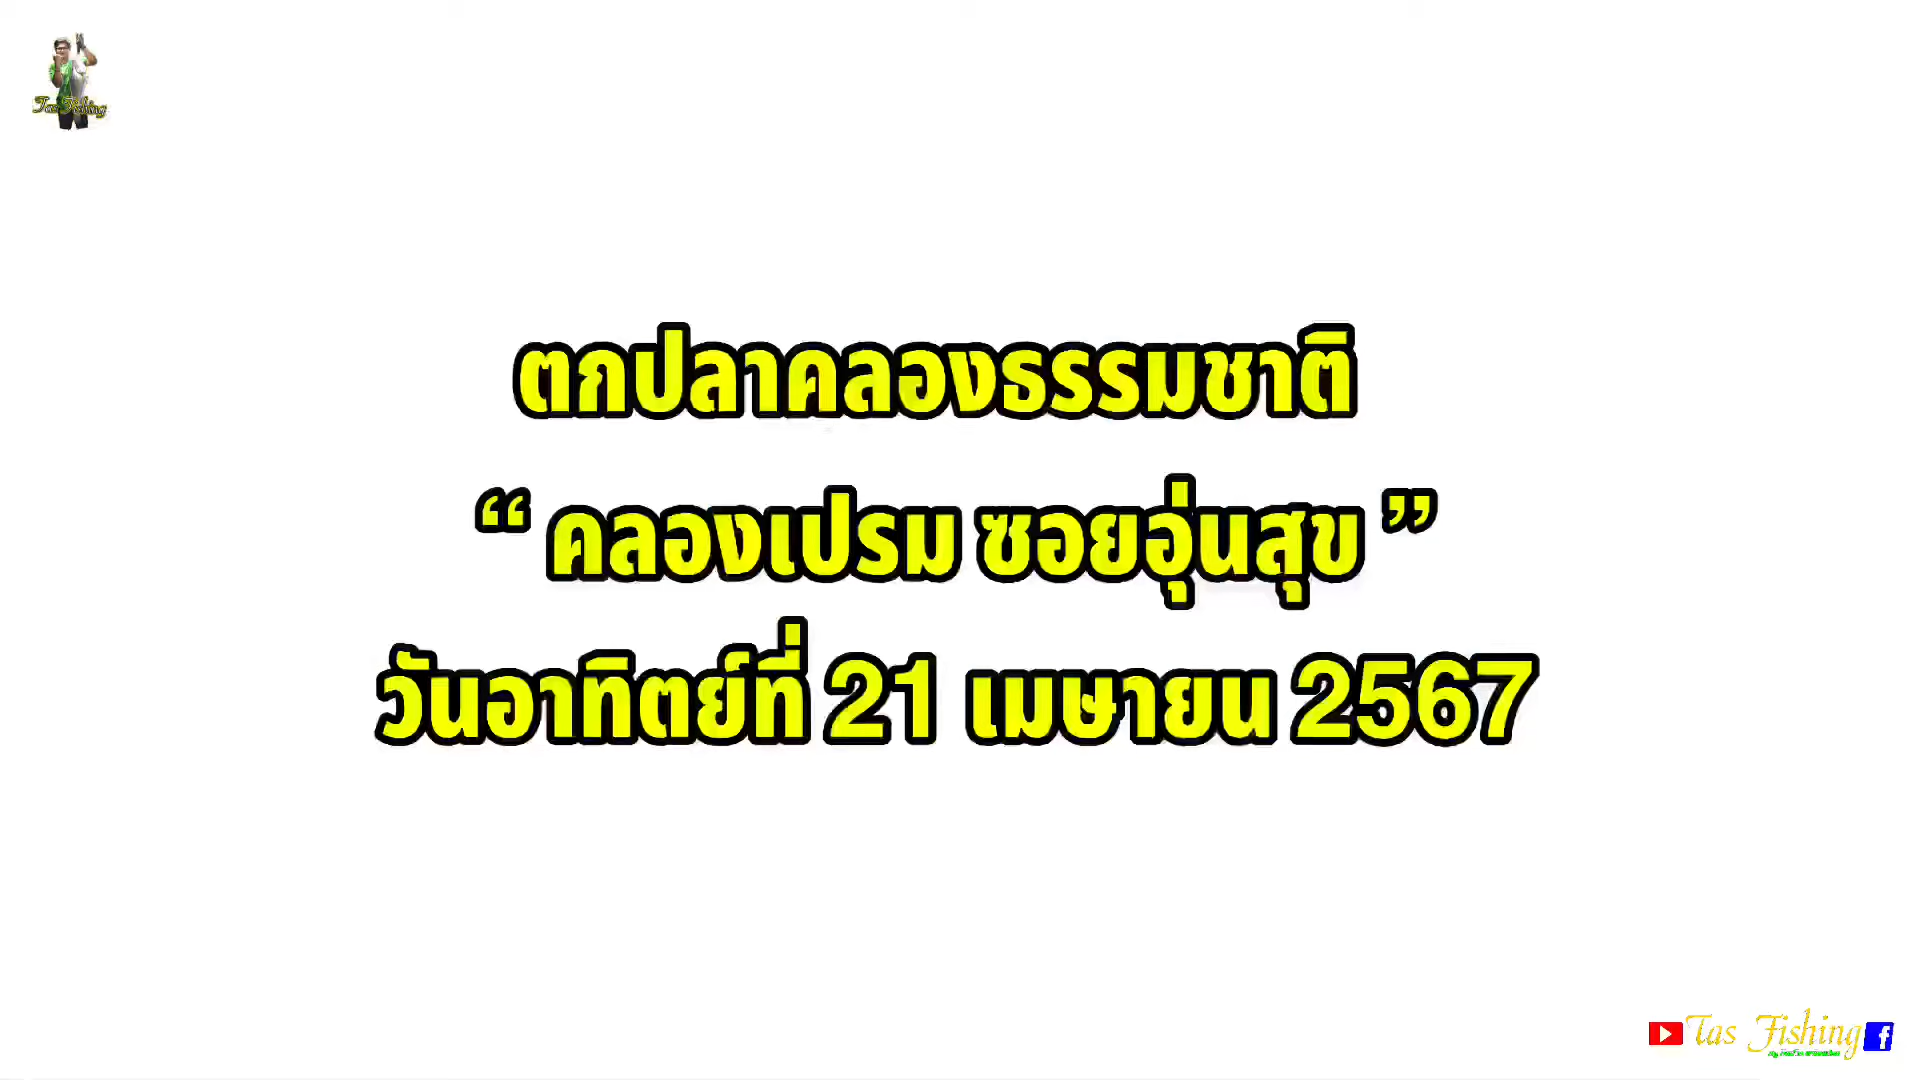 Tas Fishing
ตกปลาคลองธรรมชาติ
“ คลองเปรม ซอยอุ่นสุข ”
วันอาทิตย์ที่ 21 เมษายน 2567
Tas Fishing